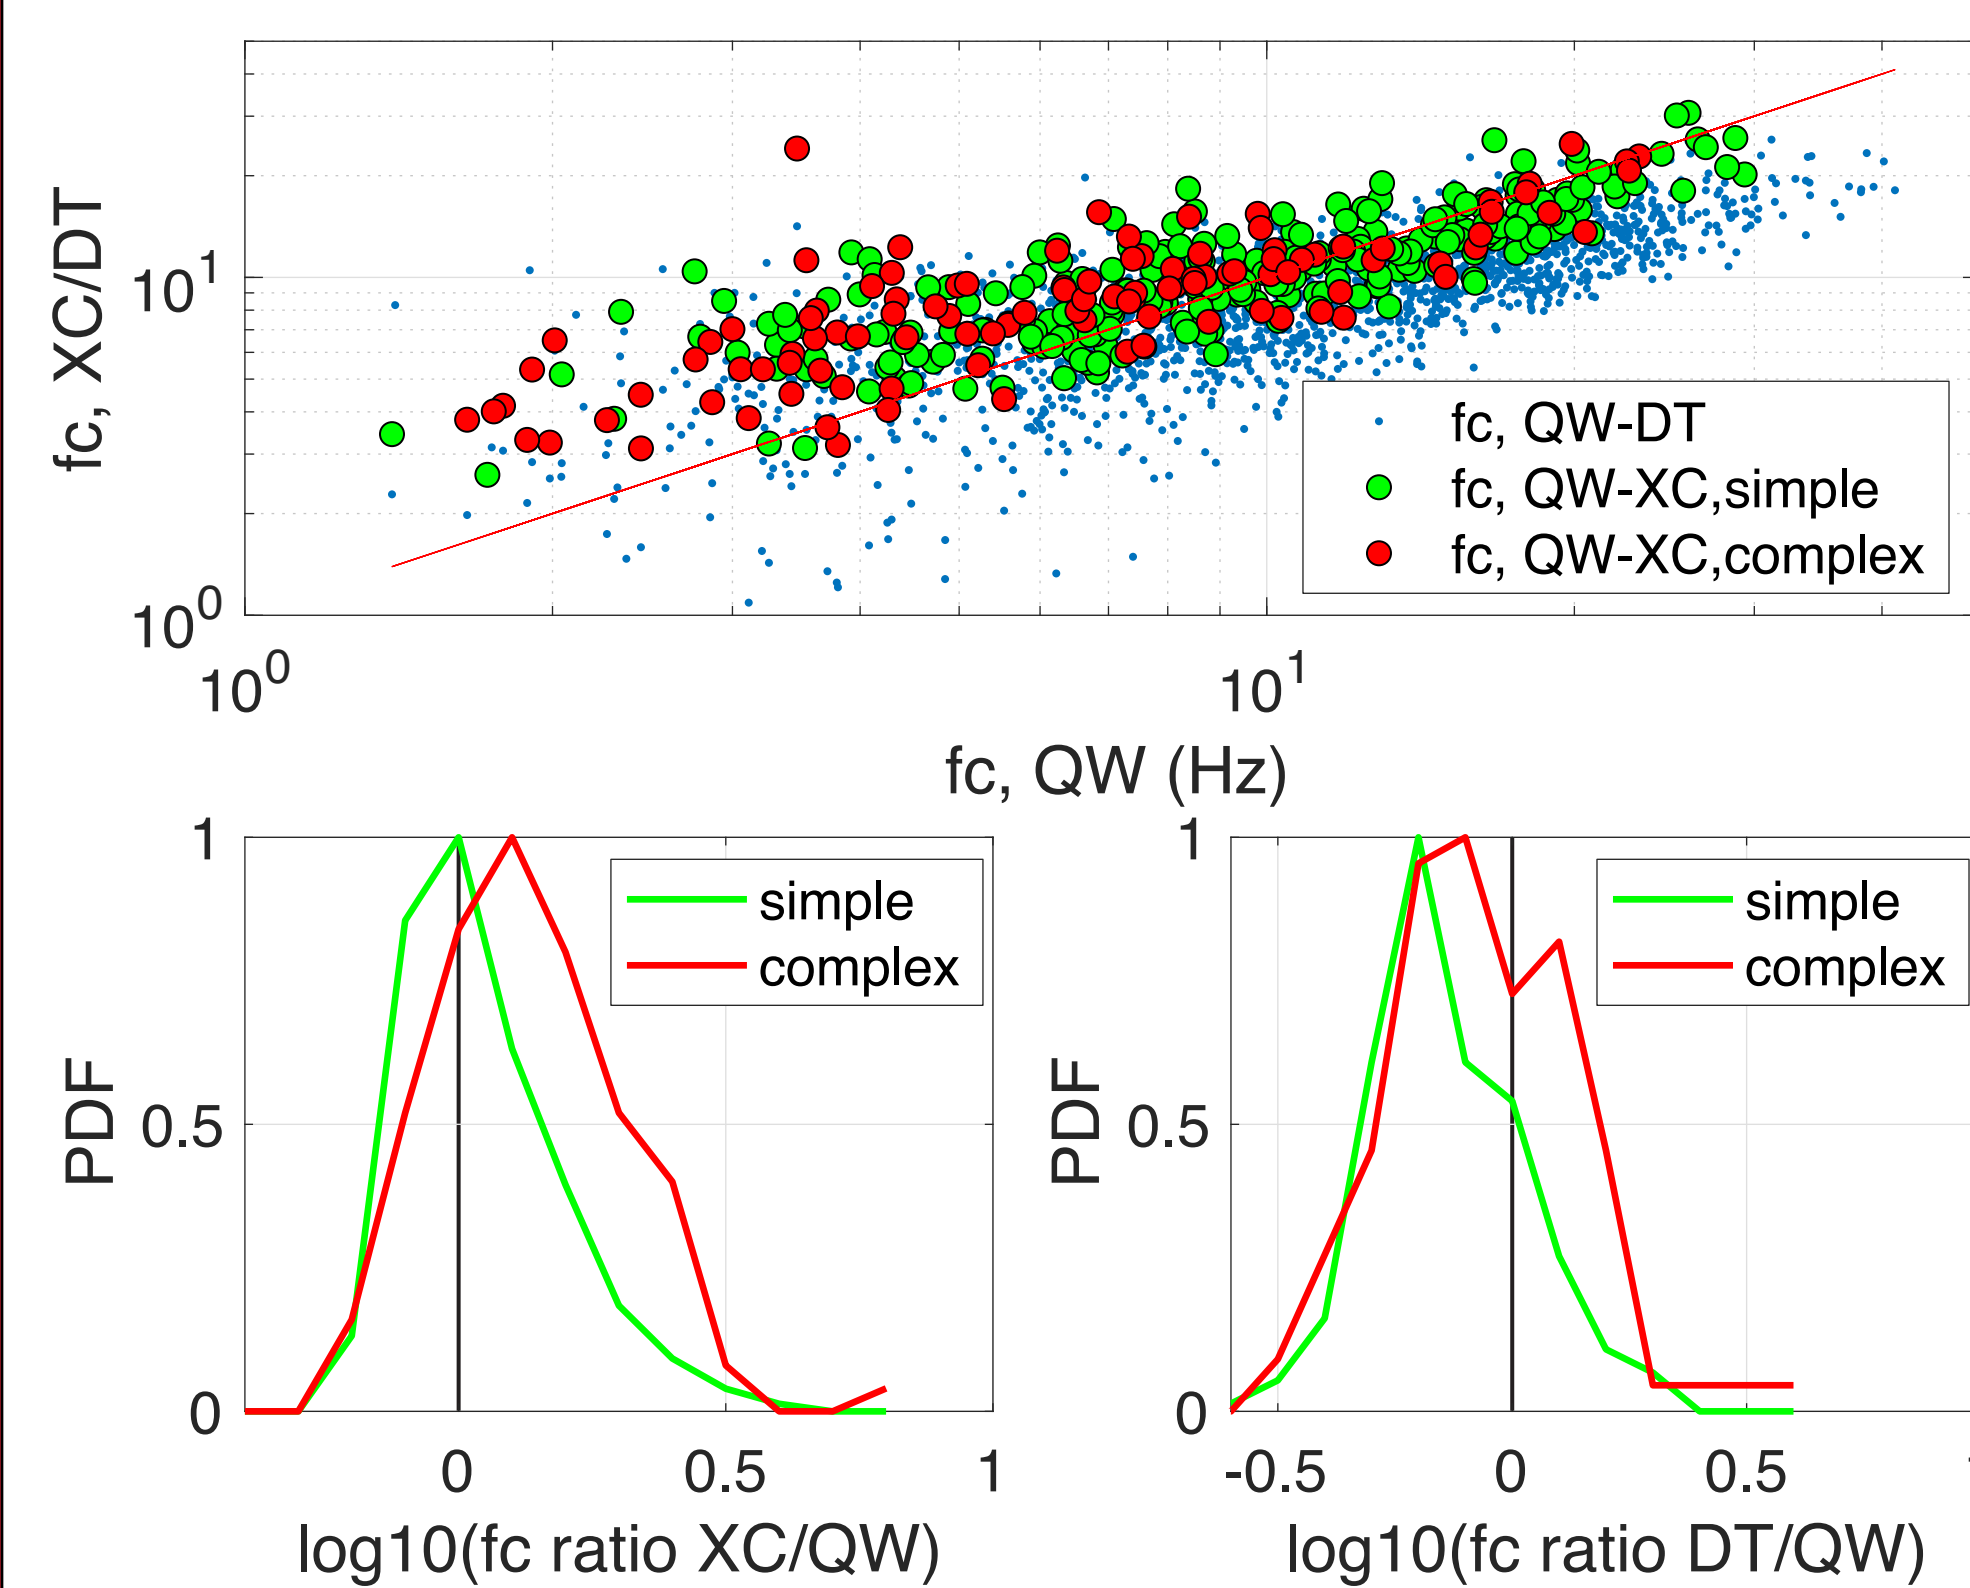 fc, XC/DT
10^1
10^0
10^0
10^1
fc, QW (Hz)
fc, QW-DT
fc, QW-XC,simple
fc, QW-XC,complex
PDF
1
0.5
0
0
0.5
1
simple
complex
log10(fc ratio XC/QW)
PDF
1
0.5
0
-0.5
0
0.5
simple
complex
log10(fc ratio DT/QW)